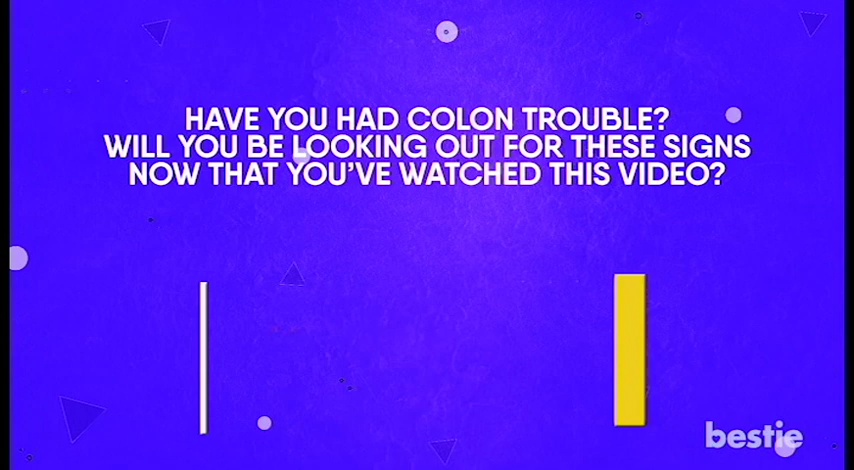 HAVE YOU HAD COLON TROUBLE?
WILL YOU BE LOOKING OUT FOR THESE SIGNS
NOW THAT YOU'VE WATCHED THIS VIDEO?
bestie